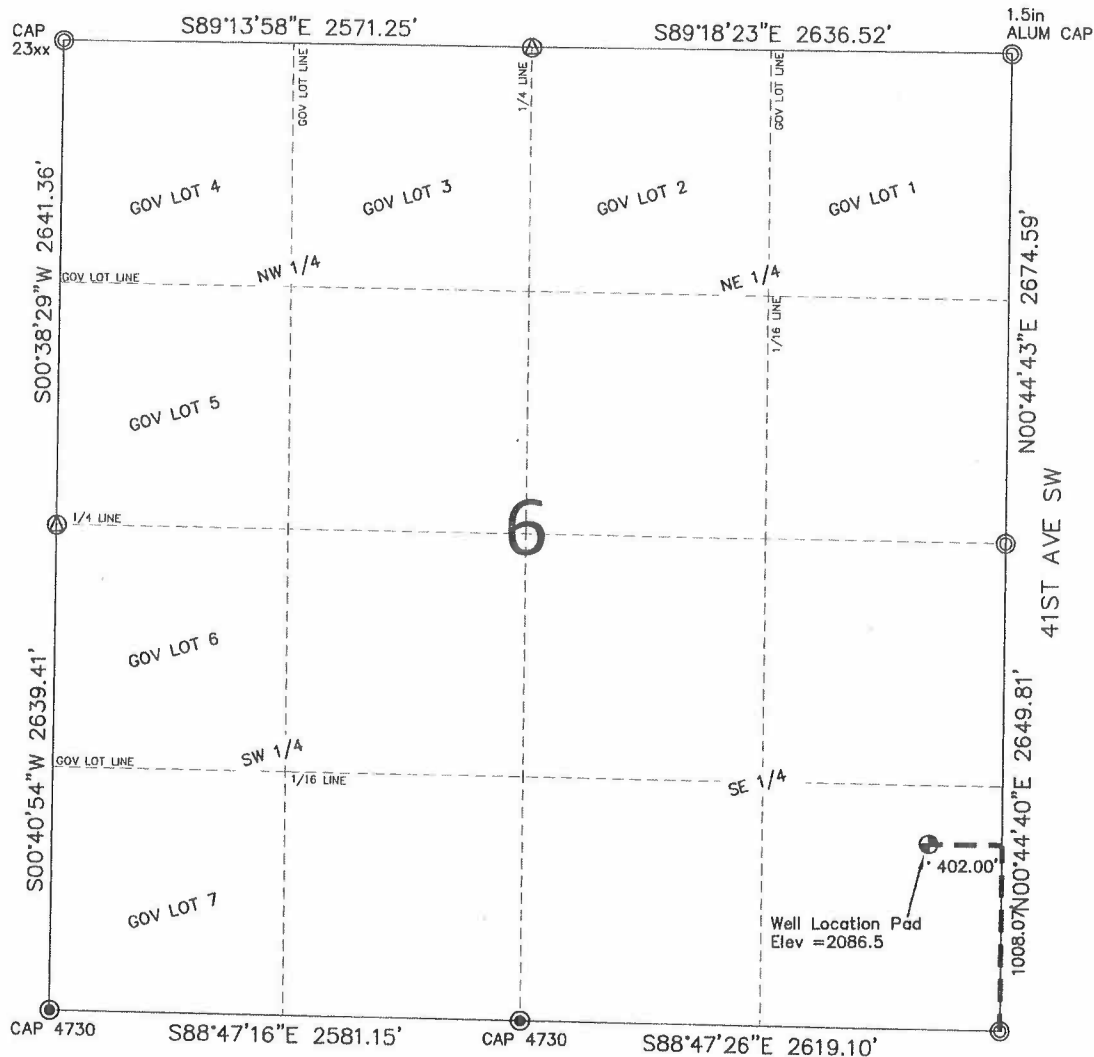 CAP
23xx
S89°13'58"E 2571.25'
S89°18'23"E 2636.52'
1.5in
ALUM CAP
GOV LOT LINE
1/4 LINE
GOV LOT LINE
GOV LOT 4
GOV LOT 3
GOV LOT 2
GOV LOT 1
S00°38'29"W 2641.36'
N00°44'43"E 2674.59'
GOV LOT LINE
NW 1/4
NE 1/4
1/16 LINE
GOV LOT 5
1/4 LINE
6
41ST AVE SW
GOV LOT 6
S00°40'54"W 2639.41'
N00°44'40"E 2649.81'
GOV LOT LINE
SW 1/4
1/16 LINE
SE 1/4
402.00'
Well Location Pad
Elev =2086.5
1008.07'
GOV LOT 7
CAP 4730
S88°47'16"E 2581.15'
CAP 4730
S88°47'26"E 2619.10'